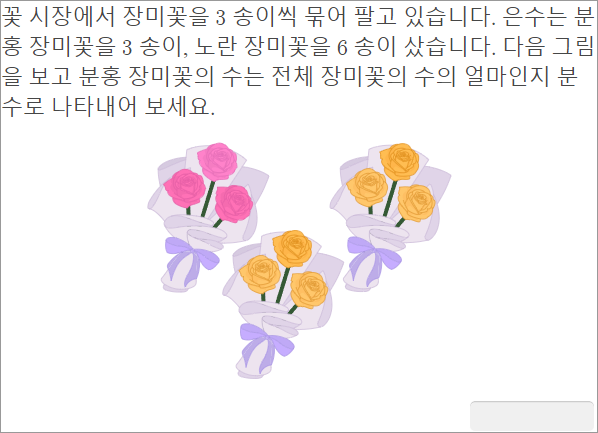 꽃 시장에서 장미꽃을 3 송이씩 묶어 팔고 있습니다. 은수는 분
홍 장미꽃을 3 송이, 노란 장미꽃을 6 송이 샀습니다. 다음 그림
을 보고 분홍 장미꽃의 수는 전체 장미꽃의 수의 얼마인지 분
수로 나타내어 보세요.